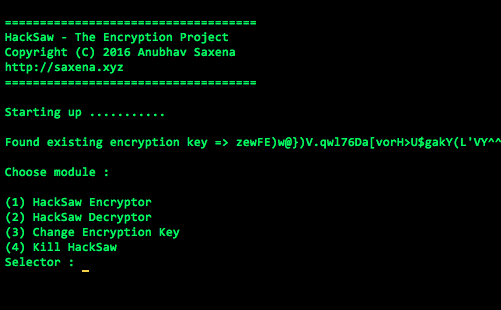 ====================================
HackSaw - The Encryption Project
Copyright (C) 2016 Anubhav Saxena
http://saxena.xyz
====================================
Starting up ...........
Found existing encryption key => zewFE)w@})V.qwl76Da[vorH>U$gakY(L'VY^^
Choose module :
(1) HackSaw Encryptor
(2) HackSaw Decryptor
(3) Change Encryption Key
(4) Kill HackSaw
Selector : _